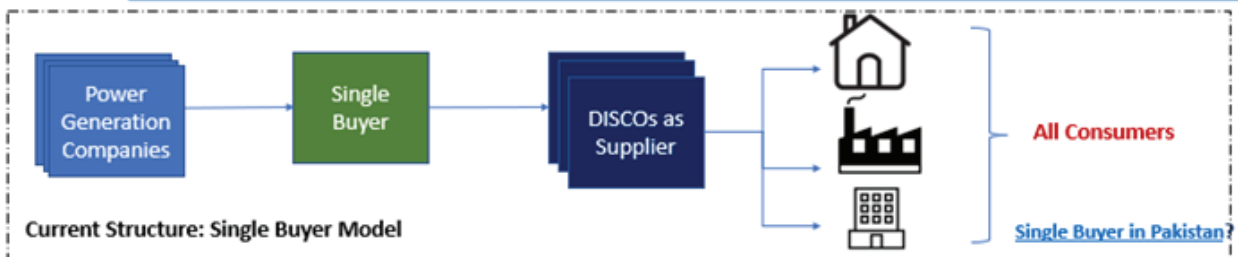 Power
Generation
Companies
Single
Buyer
DISCOs as
Supplier
All Consumers
Current Structure: Single Buyer Model
Single Buyer in Pakistan?